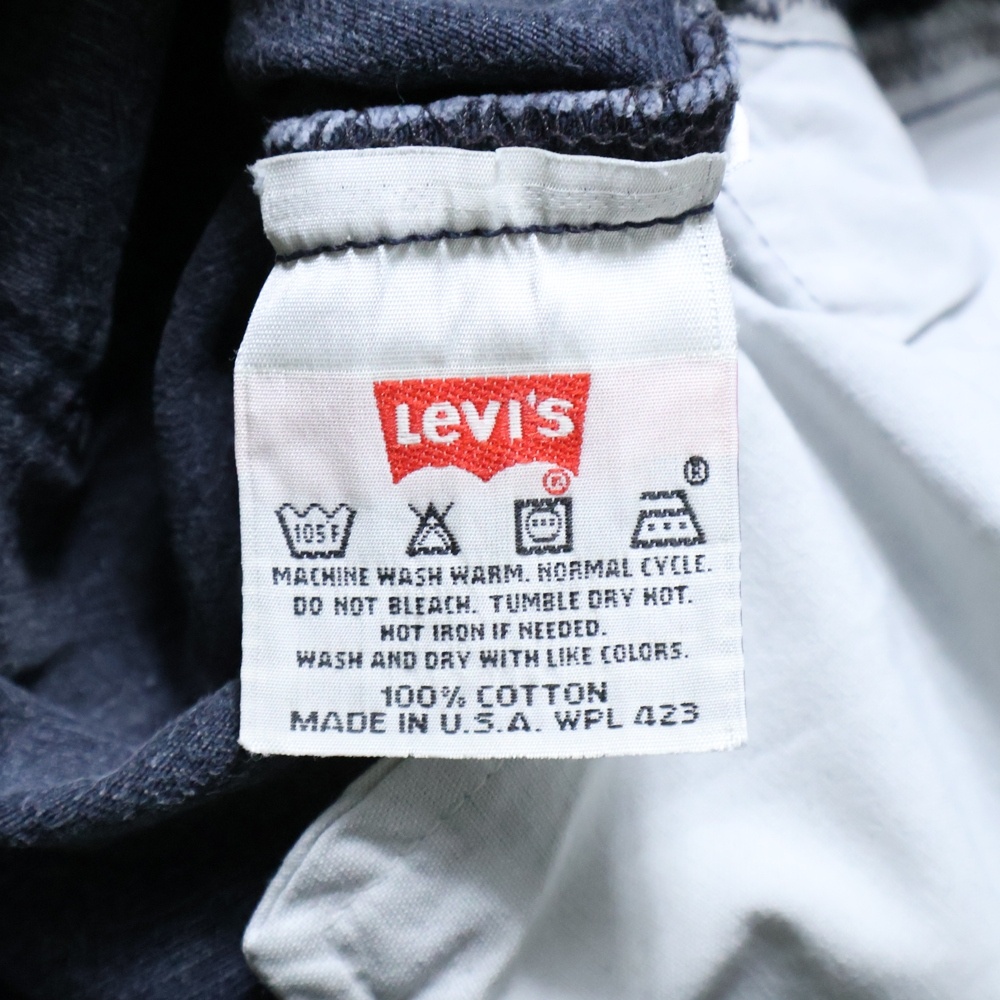 Levi's
®
®
105F
MACHINE WASH WARM. NORMAL CYCLE.
DO NOT BLEACH. TUMBLE DRY HOT.
HOT IRON IF NEEDED.
WASH AND DRY WITH LIKE COLORS.
100% COTTON
MADE IN U.S.A. WPL 423